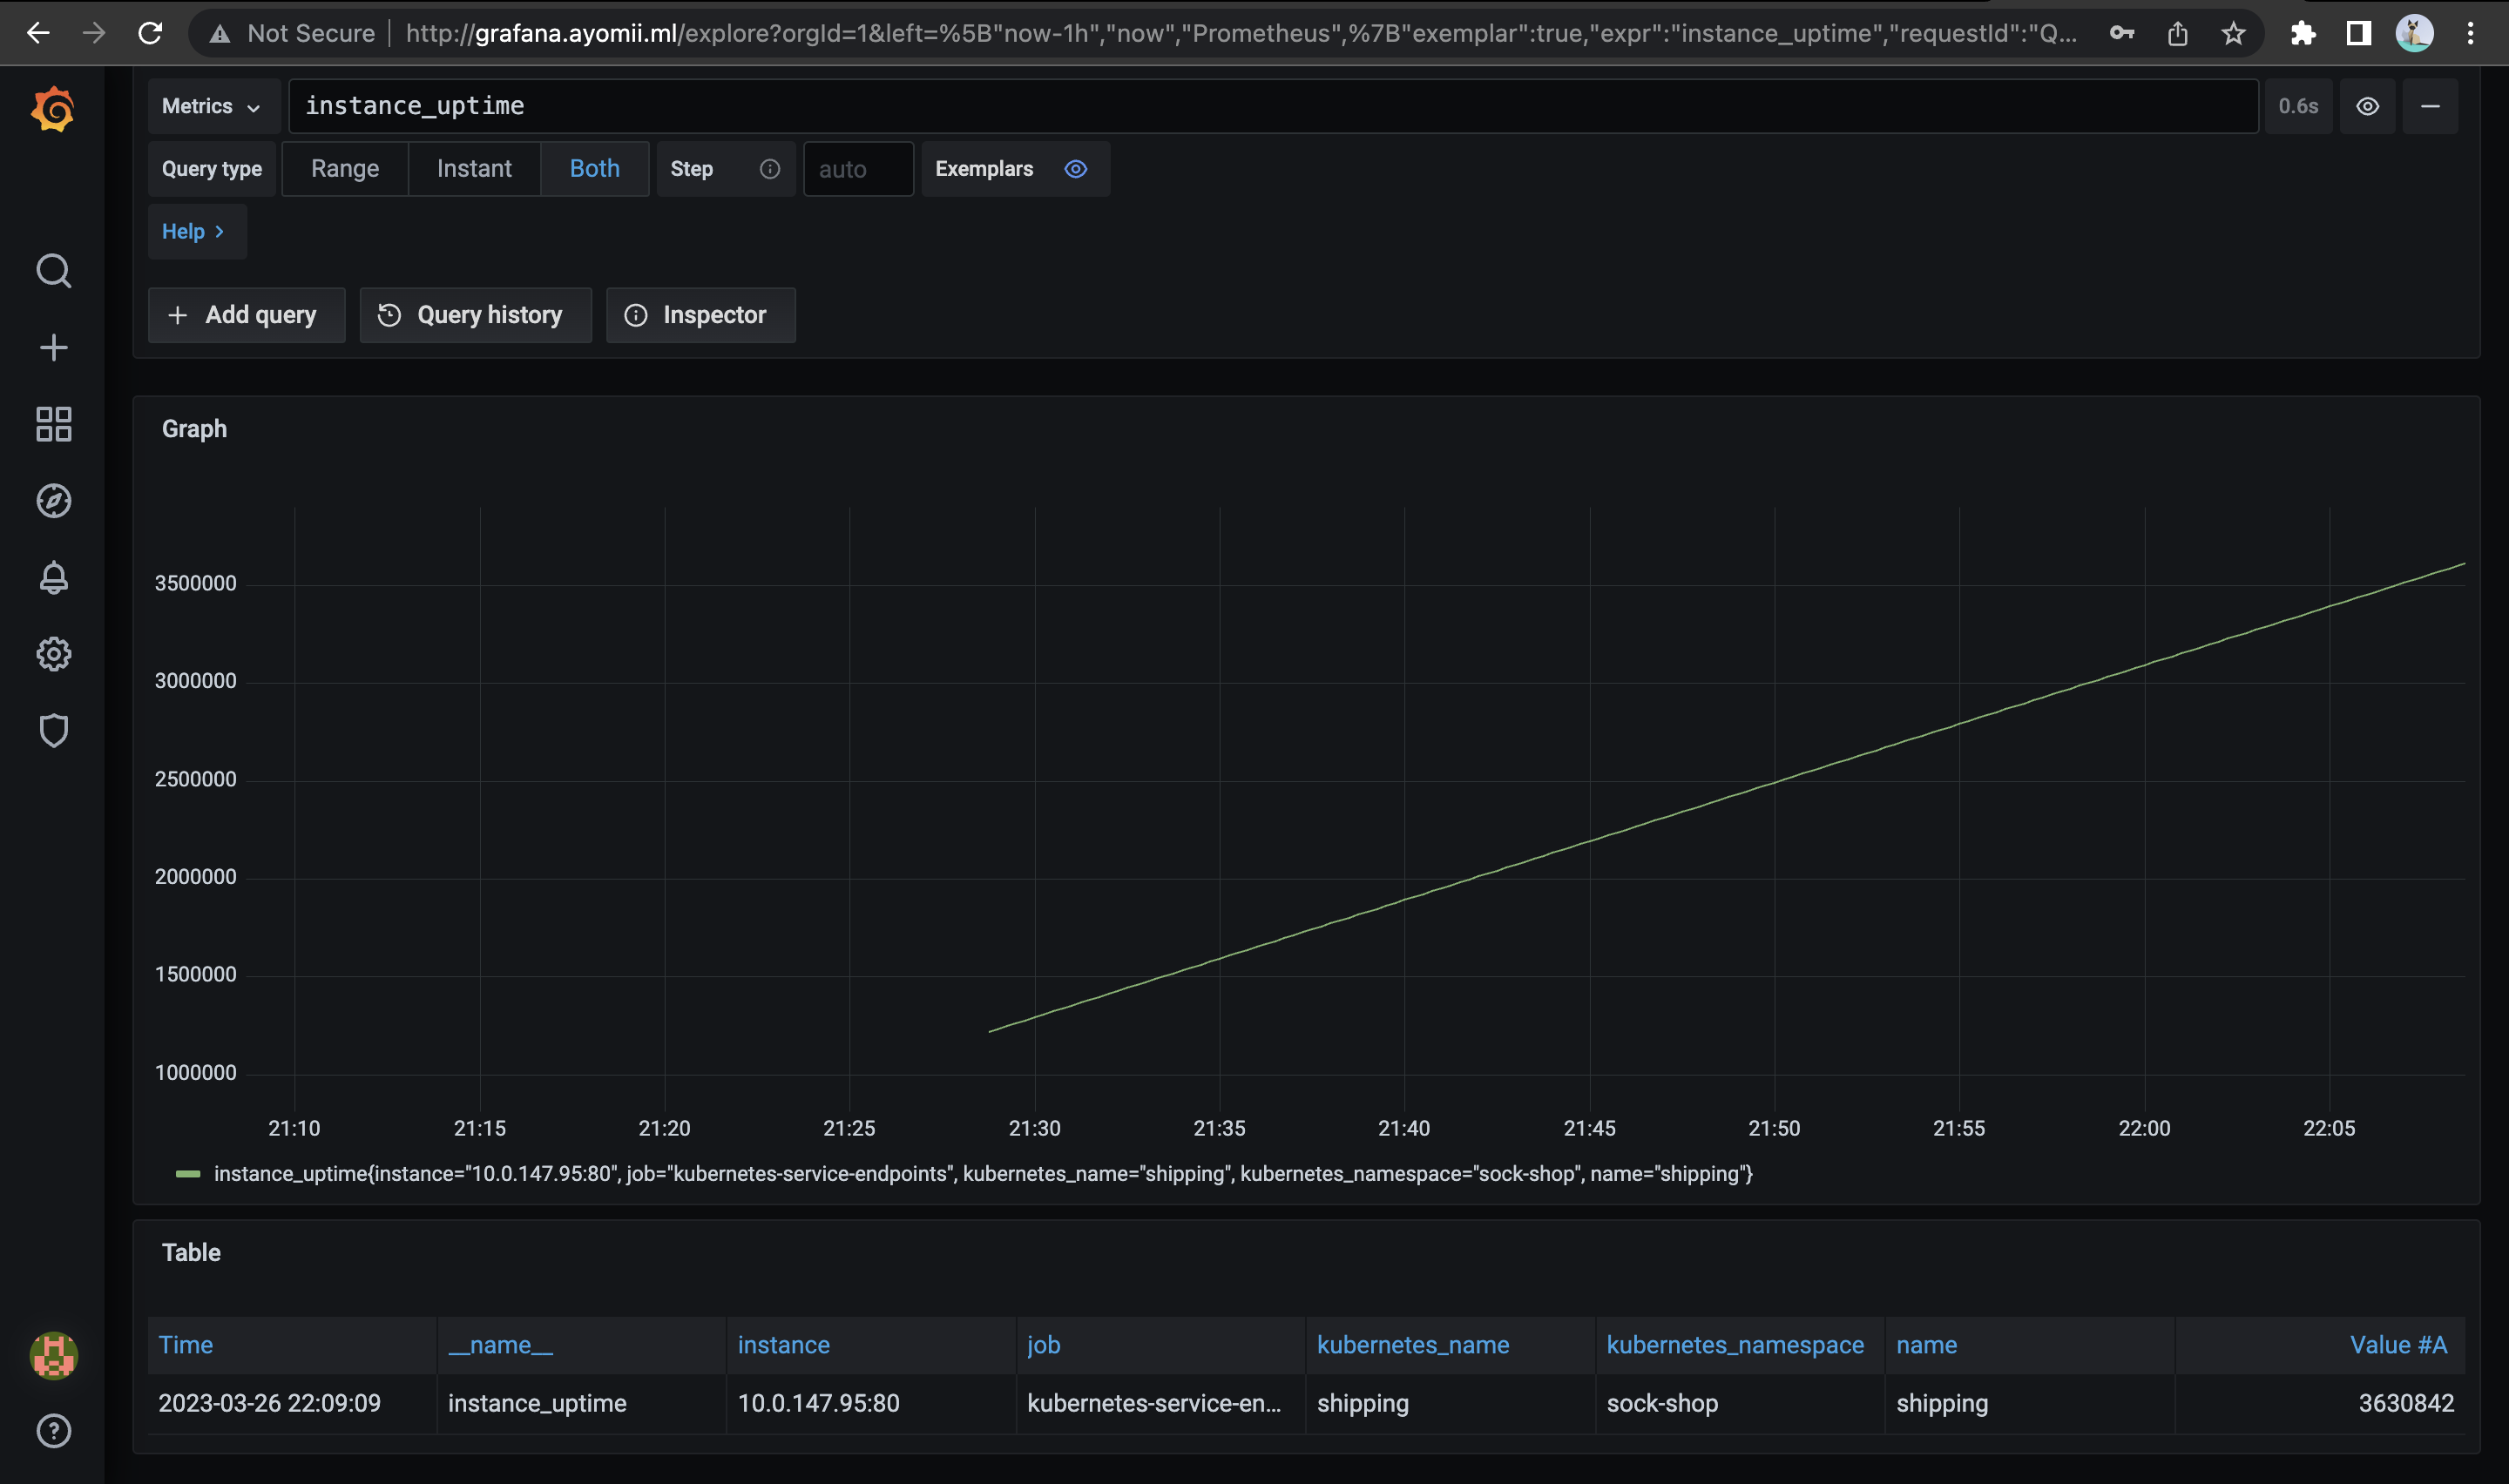 Not Secure http://grafana.ayomii.ml/explore?orgId=1&left=%5B"now-1h","now","Prometheus",%7B"exemplar":true,"expr":"instance_uptime","requestId":"Q...
Metrics instance_uptime 0.6s
Query type Range Instant Both Step auto Exemplars
Help
Add query Query history Inspector
Graph
3500000
3000000
2500000
2000000
1500000
1000000
21:10 21:15 21:20 21:25 21:30 21:35 21:40 21:45 21:50 21:55 22:00 22:05
instance_uptime{instance="10.0.147.95:80", job="kubernetes-service-endpoints", kubernetes_name="shipping", kubernetes_namespace="sock-shop", name="shipping"}
Table
Time __name__ instance job kubernetes_name kubernetes_namespace name Value #A
2023-03-26 22:09:09 instance_uptime 10.0.147.95:80 kubernetes-service-en... shipping sock-shop shipping 3630842